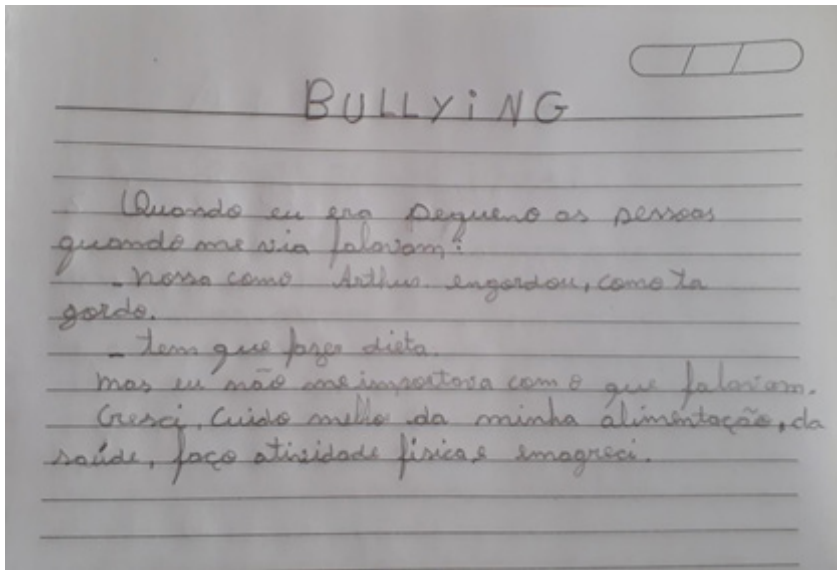 BULLYiNG
Quando eu era pequeno as pessoas
quando me via falavam:
- nossa como Arthur engordou, como ta
gordo.
- tem que fazer dieta.
mas eu não me importava com o que falavam.
Cresci, Cuido mello da minha alimentação, da
saúde, faço atividade física e emagreci.